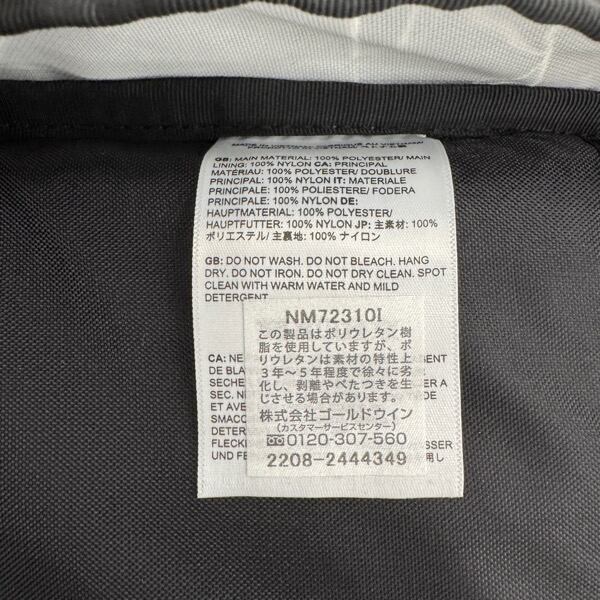 MADE IN VIETNAM
GB: MAIN MATERIAL: 100% POLYESTER/ MAIN
LINING: 100% NYLON CA: PRINCIPAL
MATÉRIAU: 100% POLYESTER/ DOUBLURE
PRINCIPALE: 100% NYLON IT: MATERIALE
PRINCIPALE: 100% POLIESTERE/ FODERA
PRINCIPALE: 100% NYLON DE:
HAUPTMATERIAL: 100% POLYESTER/
HAUPTFUTTER: 100% NYLON JP: 主素材: 100%
ポリエステル/ 主裏地: 100% ナイロン
GB: DO NOT WASH. DO NOT BLEACH. HANG
DRY. DO NOT IRON. DO NOT DRY CLEAN. SPOT
CLEAN WITH WARM WATER AND MILD
DETERGENT
NM72310I
この製品はポリウレタン樹
脂を使用していますが、ポ
リウレタンは素材の特性上
3年〜5年程度で徐々に劣
化し、剥離やべたつきを生
じさせる場合があります。
株式会社ゴールドウイン
(カスタマーサービスセンター)
0120-307-560
2208-2444349
CA: NE
DE BLA
SÉCHE
SEC. N
ET AVE
SMACC
DETER
FLECK
UND FE